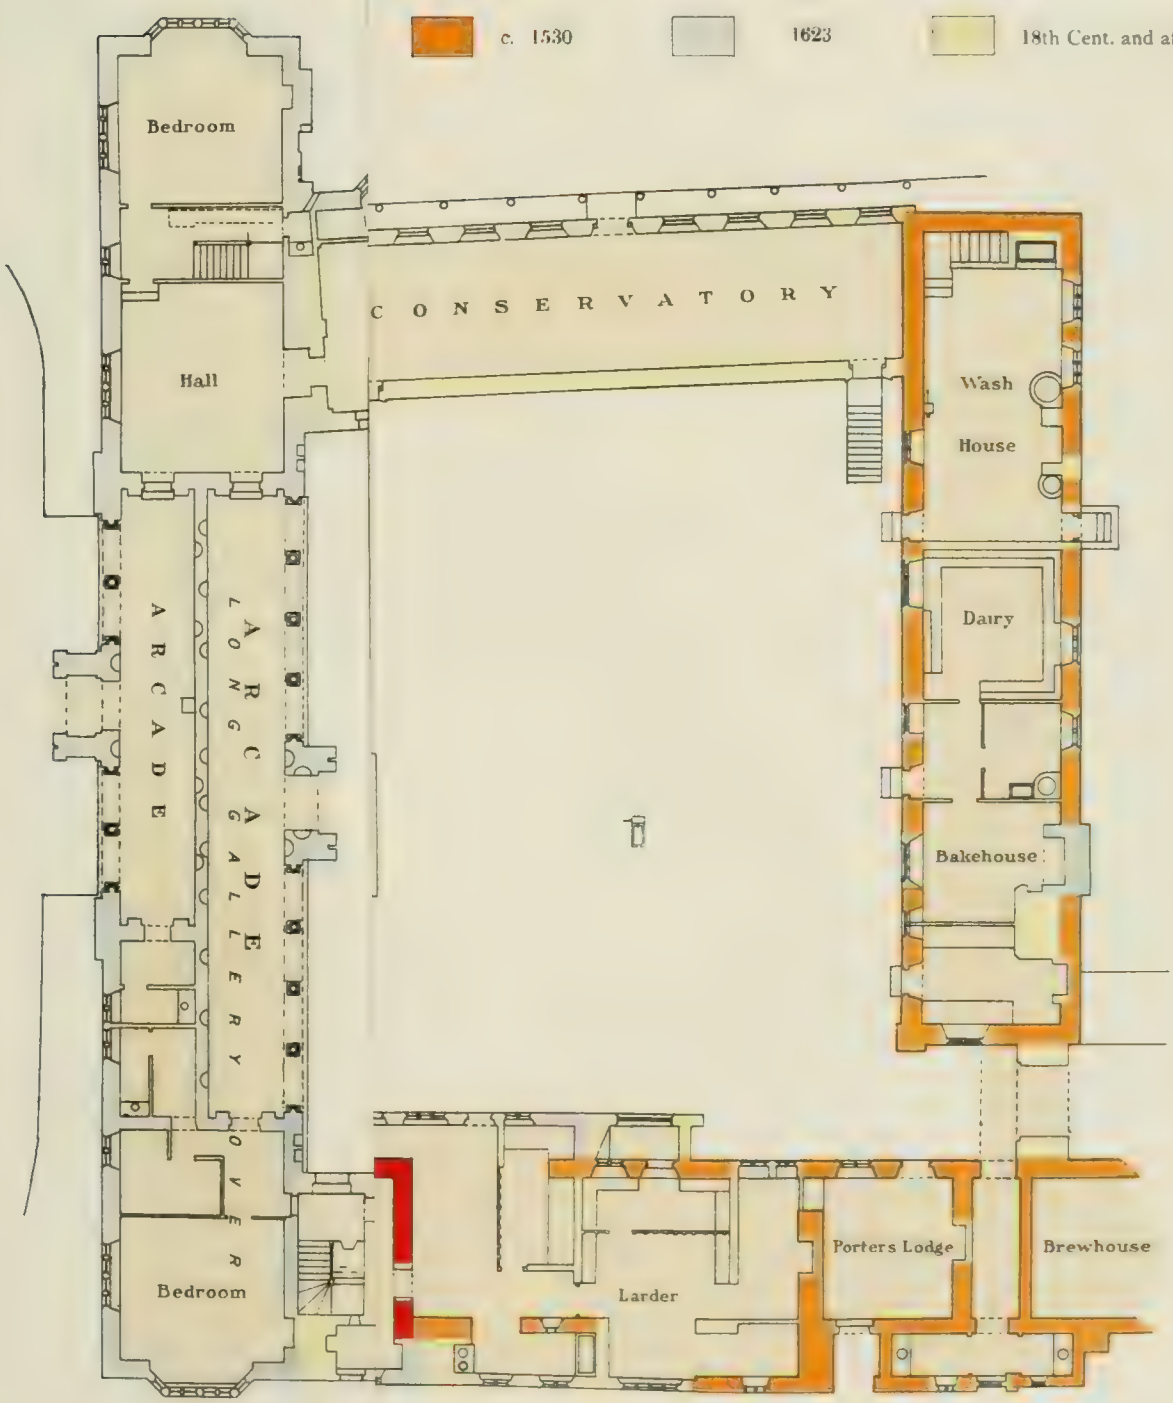 c. 1530
1623
18th Cent. and
Bedroom
CONSERVATORY
Hall
Wash
House
ARCADE
ARCADE
LONG GALLERY OVER
Dairy
Bakehouse
Porters Lodge
Brewhouse
Larder
Bedroom